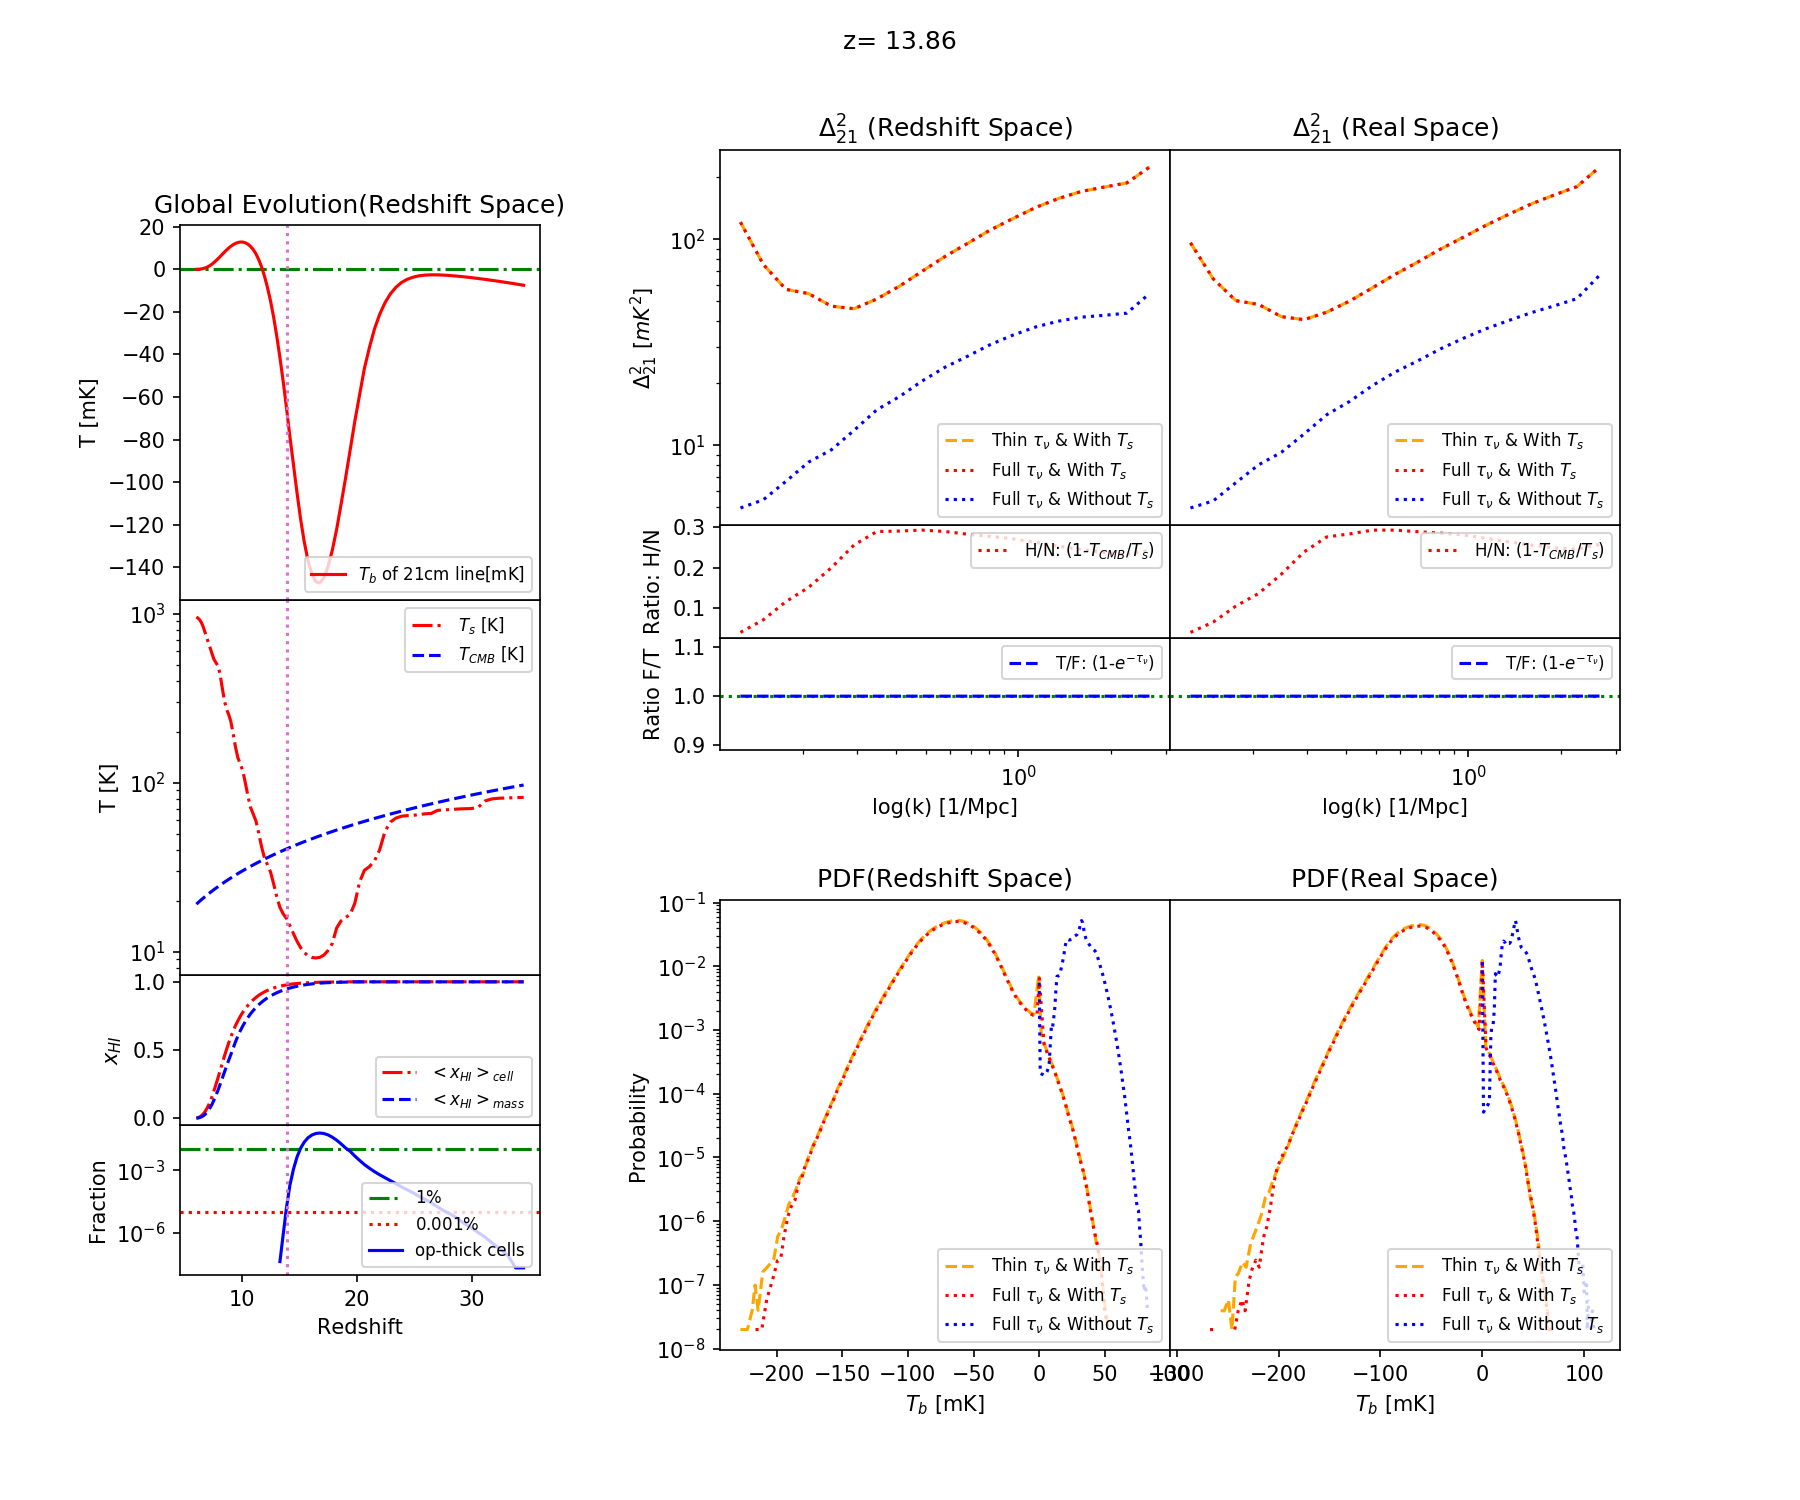 z= 13.86
Global Evolution(Redshift Space)
20
0
−20
−40
−60
−80
−100
−120
−140
T [mK]
T_b of 21cm line[mK]
10^3
10^2
10^1
T [K]
T_s [K]
T_CMB [K]
1.0
0.5
0.0
x_HI
<x_HI>_cell
<x_HI>_mass
10^−3
10^−6
Fraction
1%
0.001%
op-thick cells
10 20 30
Redshift
Δ^2_21 (Redshift Space)
Δ^2_21 (Real Space)
10^2
10^1
Δ^2_21 [mK^2]
Thin τ_ν & With T_s
Full τ_ν & With T_s
Full τ_ν & Without T_s
Thin τ_ν & With T_s
Full τ_ν & With T_s
Full τ_ν & Without T_s
0.3
0.2
0.1
Ratio: H/N
H/N: (1-T_CMB/T_s)
H/N: (1-T_CMB/T_s)
1.1
1.0
0.9
Ratio F/T
T/F: (1-e^−τ_ν)
T/F: (1-e^−τ_ν)
10^0
10^0
log(k) [1/Mpc]
log(k) [1/Mpc]
PDF(Redshift Space)
PDF(Real Space)
10^−1
10^−2
10^−3
10^−4
10^−5
10^−6
10^−7
10^−8
Probability
Thin τ_ν & With T_s
Full τ_ν & With T_s
Full τ_ν & Without T_s
Thin τ_ν & With T_s
Full τ_ν & With T_s
Full τ_ν & Without T_s
−200 −150 −100 −50 0 50
−200 −100 0 100
T_b [mK]
T_b [mK]